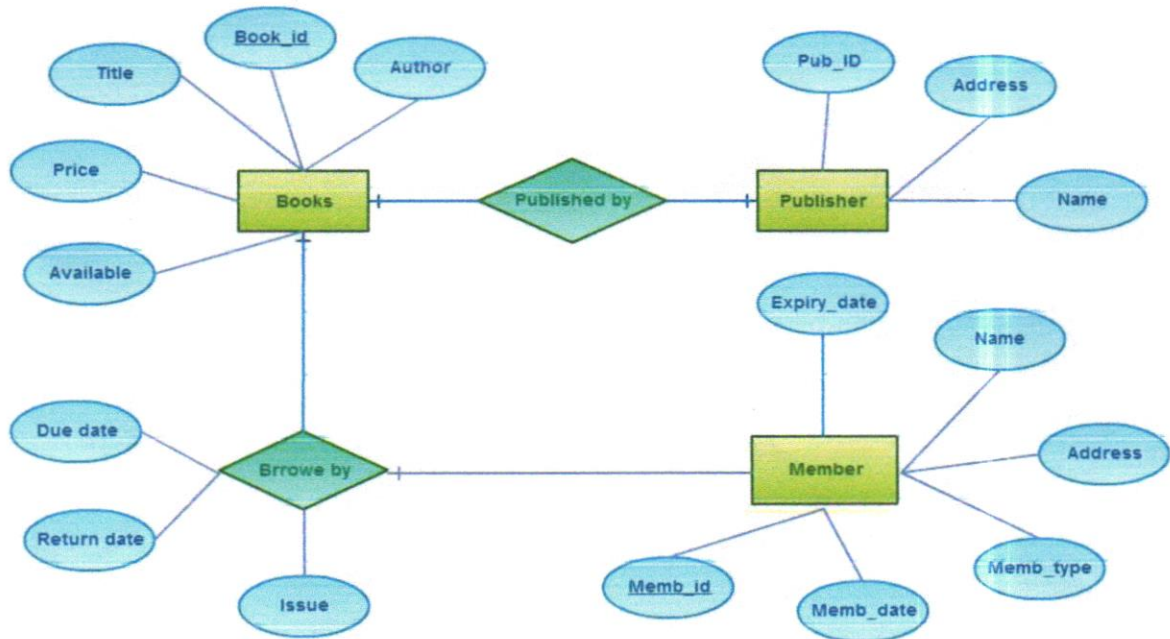 Book_id
Title
Author
Pub_ID
Address
Price
Books
Published by
Publisher
Name
Available
Expiry_date
Name
Due date
Brrowe by
Member
Address
Return date
Issue
Memb_id
Memb_date
Memb_type